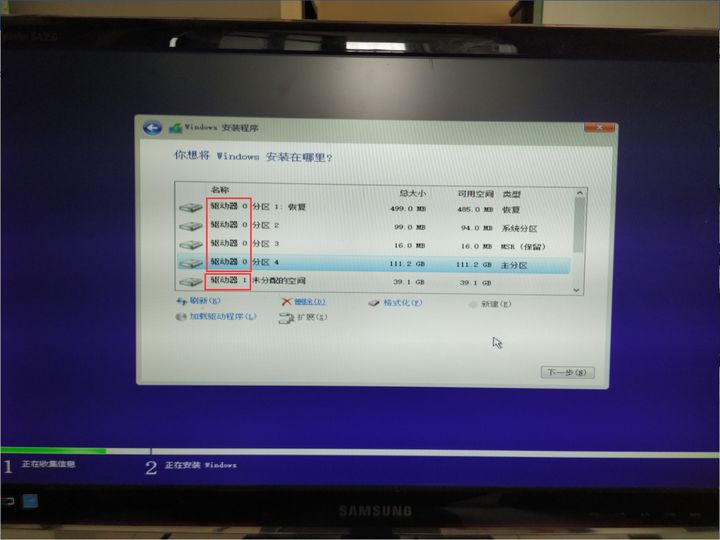 Windows 安装程序
你想将 Windows 安装在哪里?
名称 总大小 可用空间 类型
驱动器 0 分区 1: 恢复 499.0 MB 485.0 MB 恢复
驱动器 0 分区 2 99.0 MB 94.0 MB 系统分区
驱动器 0 分区 3 16.0 MB 16.0 MB MSR (保留)
驱动器 0 分区 4 111.2 GB 111.2 GB 主分区
驱动器 1 未分配的空间 39.1 GB 39.1 GB
刷新(R) 删除(D) 格式化(F) 新建(E)
加载驱动程序(L) 扩展(X)
下一步(N)
1 正在收集信息 2 正在安装 Windows
SAMSUNG